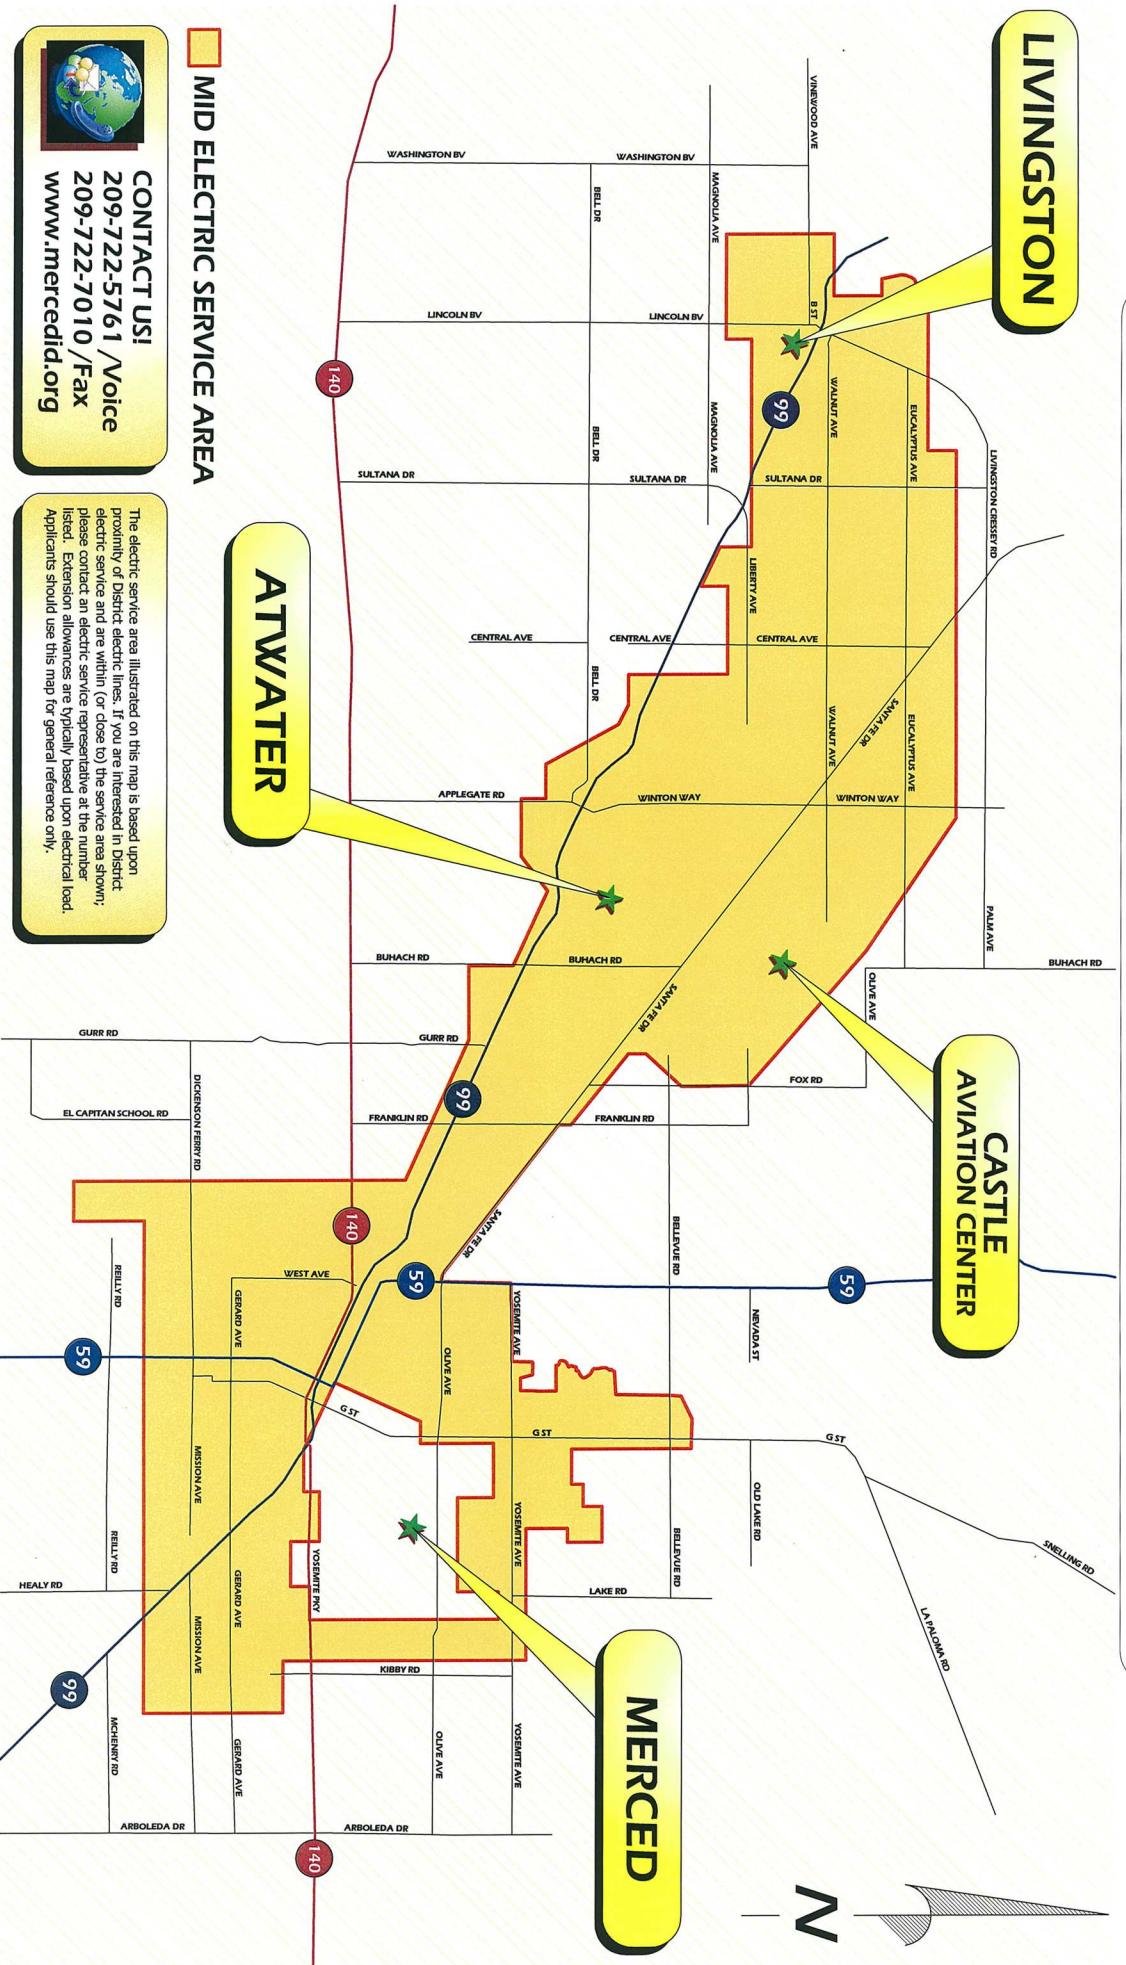 LIVINGSTON
CASTLE
AVIATION CENTER
MERCED
ATWATER
N
VINEWOOD AVE
WASHINGTON BV
WASHINGTON BV
MAGNOLIA AVE
BELL DR
B ST
LINCOLN BV
LINCOLN BV
140
99
WALNUT AVE
EUCALYPTUS AVE
LIVINGSTON CRESSEY RD
MAGNOLIA AVE
BELL DR
SULTANA DR
SULTANA DR
SULTANA DR
LIBERTY AVE
CENTRAL AVE
CENTRAL AVE
CENTRAL AVE
BELL DR
SANTA FE DR
WALNUT AVE
EUCALYPTUS AVE
APPLEGATE RD
WINTON WAY
WINTON WAY
PALM AVE
BUHACH RD
BUHACH RD
BUHACH RD
OLIVE AVE
SANTA FE DR
GURR RD
GURR RD
FOX RD
99
DICKENSON FERRY RD
EL CAPITAN SCHOOL RD
FRANKLIN RD
FRANKLIN RD
140
SANTA FE DR
BELLEVUE RD
59
59
WEST AVE
REILLY RD
GERARD AVE
YOSEMITE AVE
NEVADA ST
59
OLIVE AVE
G ST
G ST
G ST
MISSION AVE
OLD LAKE RD
YOSEMITE AVE
BELLEVUE RD
SNELLING RD
REILLY RD
HEALY RD
YOSEMITE PKY
LAKE RD
GERARD AVE
MISSION AVE
LA PALOMA RD
KIBBY RD
99
MCHENRY RD
GERARD AVE
OLIVE AVE
YOSEMITE AVE
ARBOLEDA DR
ARBOLEDA DR
140
MID ELECTRIC SERVICE AREA
CONTACT US!
209-722-5761 /Voice
209-722-7010 /Fax
www.mercedid.org
The electric service area illustrated on this map is based upon
proximity of District electric lines. If you are interested in District
electric service and are within (or close to) the service area shown;
please contact an electric service representative at the number
listed. Extension allowances are typically based upon electrical load.
Applicants should use this map for general reference only.